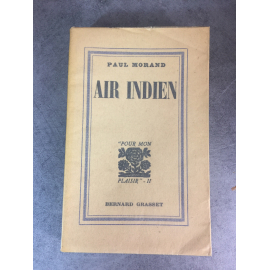 PAUL MORAND
AIR INDIEN
"POUR MON
PLAISIR" - II
BERNARD GRASSET